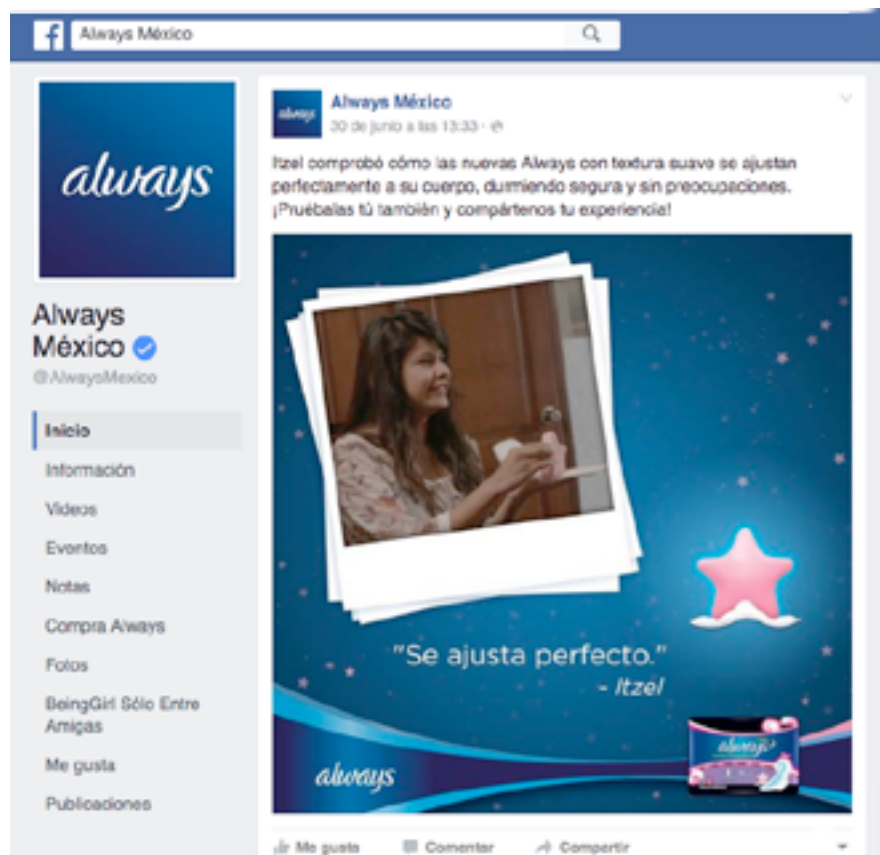 Always México
always
Always México
@AlwaysMexico
Inicio
Información
Videos
Eventos
Notas
Compra Always
Fotos
BeingGirl Sólo Entre
Amigas
Me gusta
Publicaciones
always
Always México
30 de junio a las 13:33
Itzel comprobó cómo las nuevas Always con textura suave se ajustan
perfectamente a su cuerpo, durmiendo segura y sin preocupaciones.
¡Pruébalas tú también y compártenos tu experiencia!
"Se ajusta perfecto."
- Itzel
always
always
Me gusta Comentar Compartir